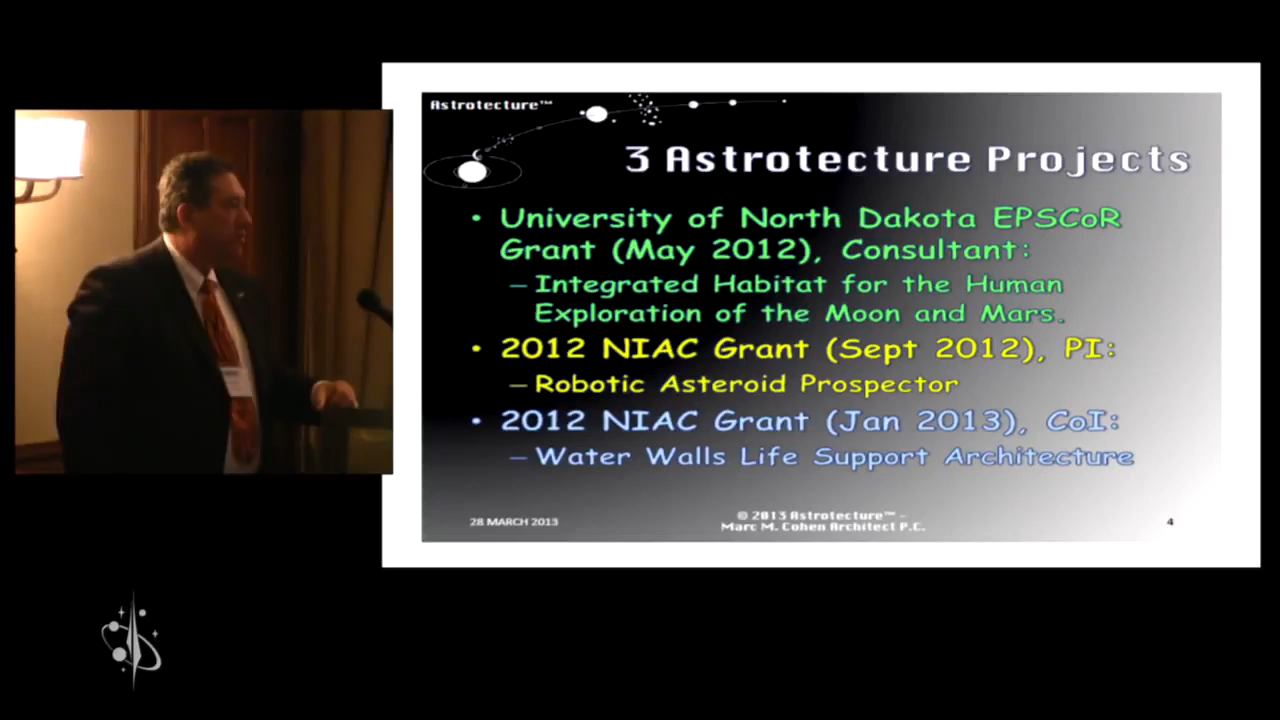 Astrotecture™
3 Astrotecture Projects
• University of North Dakota EPSCoR
Grant (May 2012), Consultant:
– Integrated Habitat for the Human
Exploration of the Moon and Mars.
• 2012 NIAC Grant (Sept 2012), PI:
– Robotic Asteroid Prospector
• 2012 NIAC Grant (Jan 2013), CoI:
– Water Walls Life Support Architecture
28 MARCH 2013
© 2013 Astrotecture™ –
Marc M. Cohen Architect P.C.
4